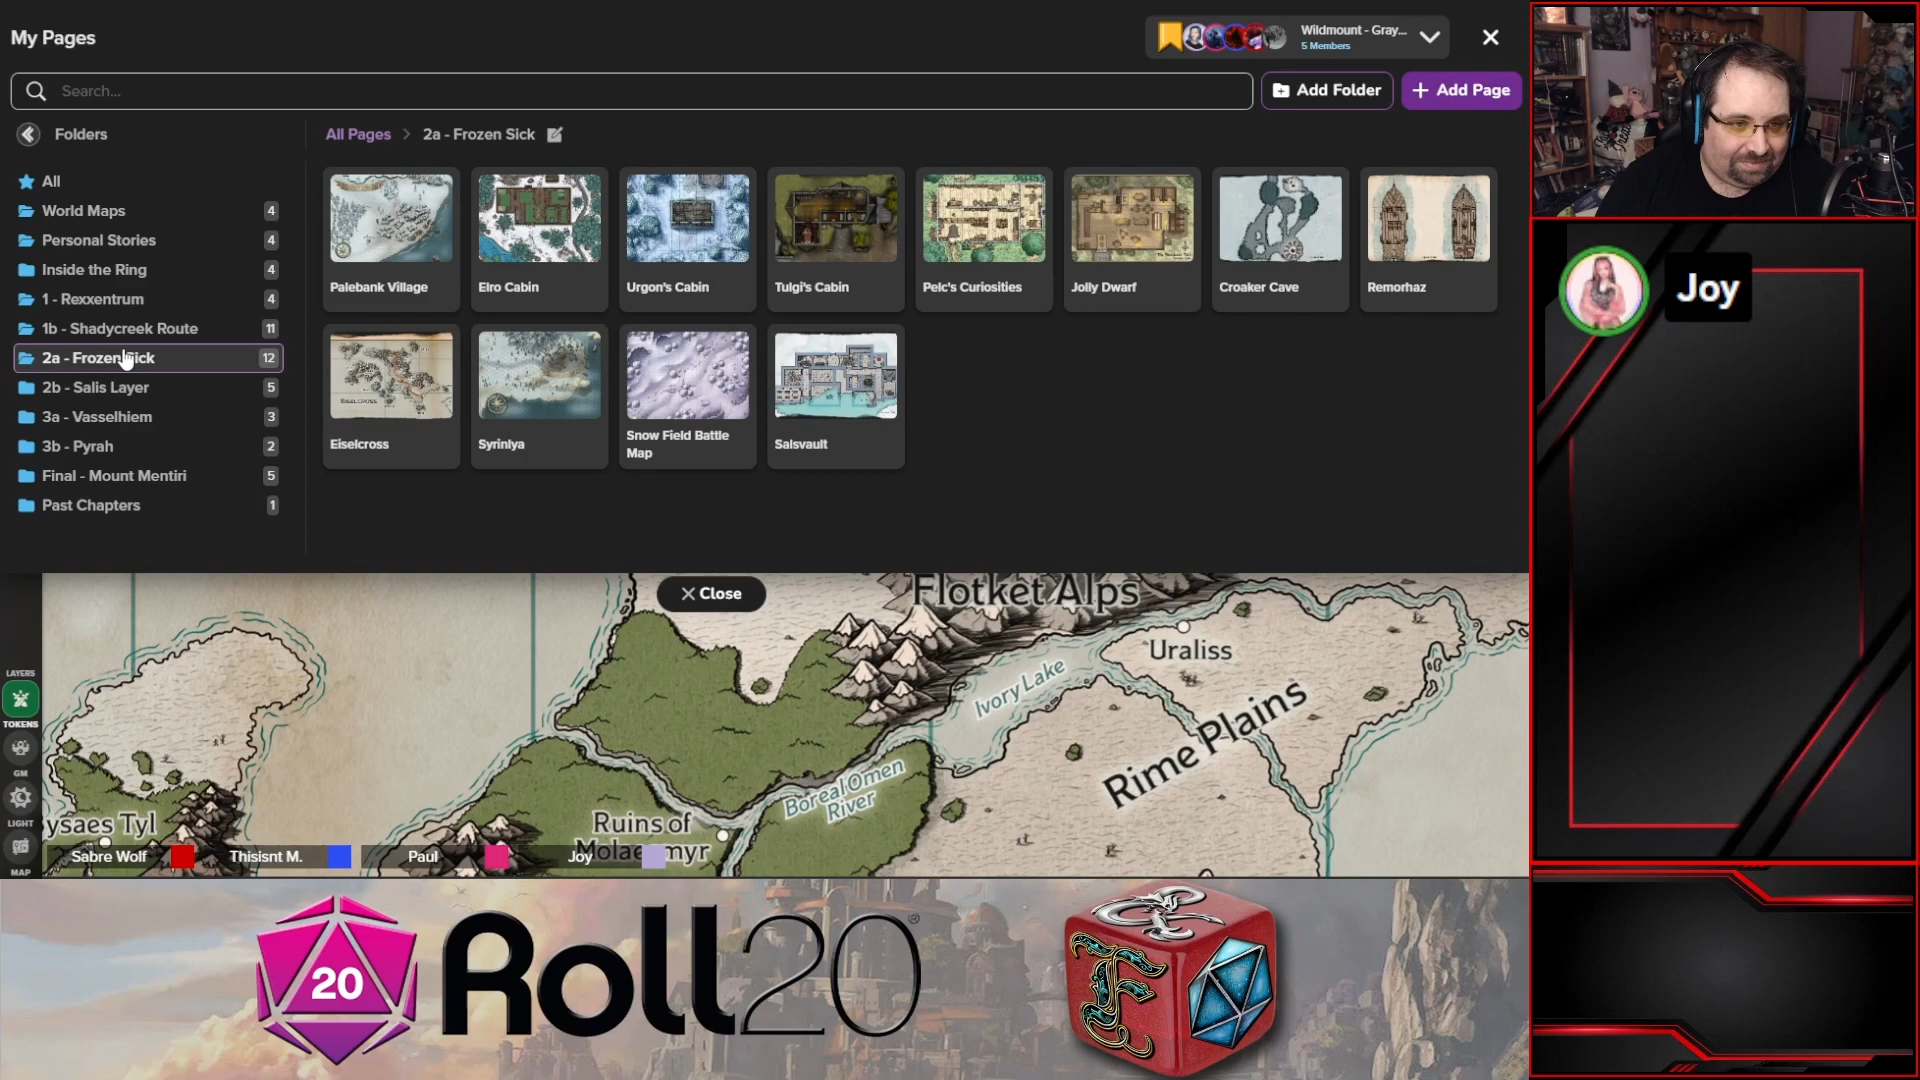 My Pages
Wildmount - Gray...
5 Members
Search...
Add Folder
Add Page
Folders
All Pages > 2a - Frozen Sick
All
World Maps 4
Personal Stories 4
Inside the Ring 4
1 - Rexxentrum 4
1b - Shadycreek Route 11
2a - Frozen Sick 12
2b - Salis Layer 5
3a - Vasselhiem 3
3b - Pyrah 2
Final - Mount Mentiri 5
Past Chapters 1
Palebank Village
Elro Cabin
Urgon's Cabin
Tulgi's Cabin
Pelc's Curiosities
Jolly Dwarf
Croaker Cave
Remorhaz
EISELCROSS
Eiselcross
Syrinlya
Snow Field Battle
Map
Salsvault
Close
Flotket Alps
Uraliss
Ivory Lake
Rime Plains
Boreal Omen
River
Ruins of
ysaes Tyl
LAYERS
TOKENS
GM
LIGHT
MAP
Sabre Wolf
Thisisnt M.
Paul
Joy
Joy
20
Roll20®